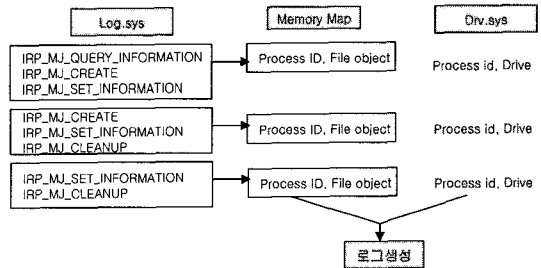 Log.sys Memory Map Drv.sys
IRP_MJ_QUERY_INFORMATION
IRP_MJ_CREATE
IRP_MJ_SET_INFORMATION
Process ID, File object
Process id, Drive
IRP_MJ_CREATE
IRP_MJ_SET_INFORMATION
IRP_MJ_CLEANUP
Process ID, File object
Process id, Drive
IRP_MJ_SET_INFORMATION
IRP_MJ_CLEANUP
Process ID, File object
Process id, Drive
로그생성